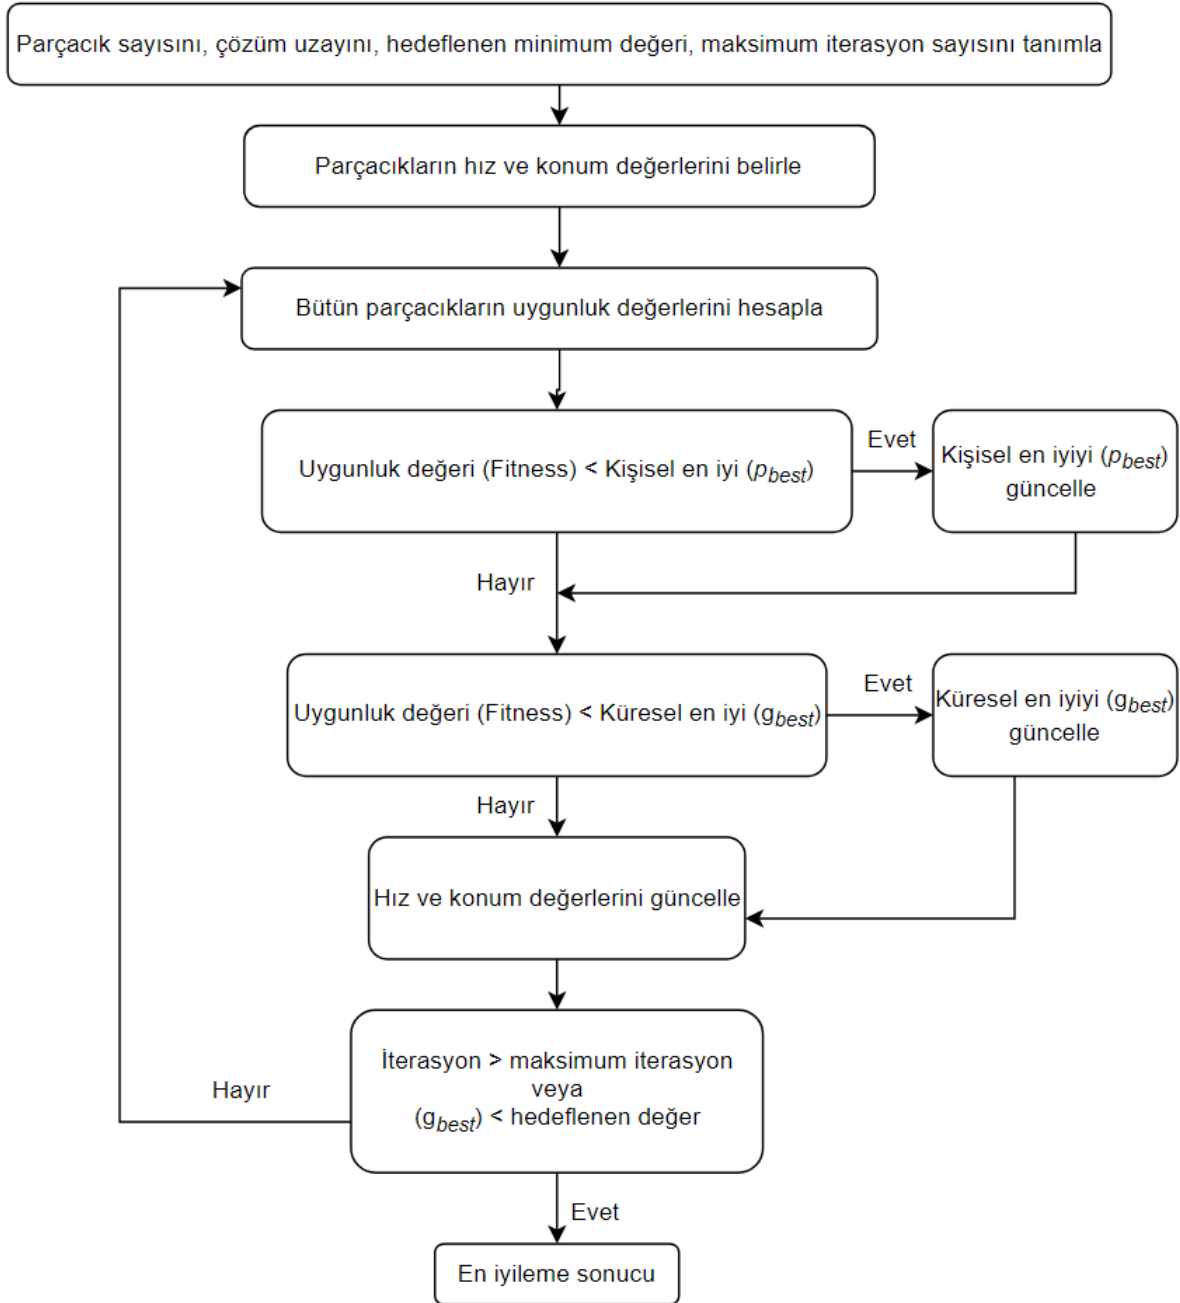 Parçacık sayısını, çözüm uzayını, hedeflenen minimum değeri, maksimum iterasyon sayısını tanımla
Parçacıkların hız ve konum değerlerini belirle
Bütün parçacıkların uygunluk değerlerini hesapla
Uygunluk değeri (Fitness) < Kişisel en iyi (pbest)
Evet
Kişisel en iyiyi (pbest)
güncelle
Hayır
Uygunluk değeri (Fitness) < Küresel en iyi (gbest)
Evet
Küresel en iyiyi (gbest)
güncelle
Hayır
Hız ve konum değerlerini güncelle
İterasyon > maksimum iterasyon
veya
(gbest) < hedeflenen değer
Hayır
Evet
En iyileme sonucu